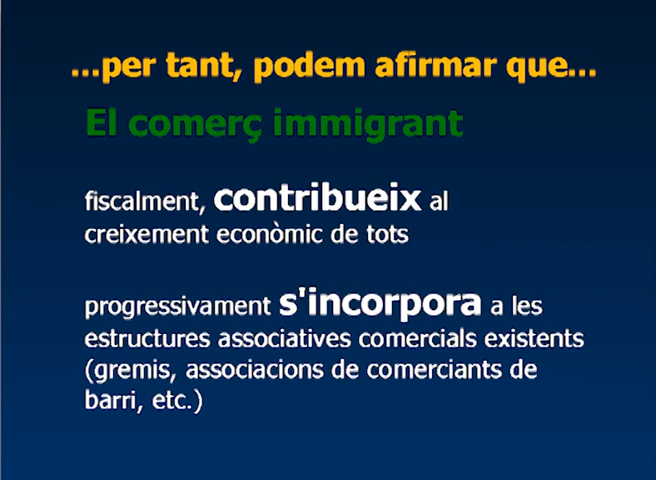 ...per tant, podem afirmar que...
El comerç immigrant
fiscalment, contribueix al
creixement econòmic de tots
progressivament s'incorpora a les
estructures associatives comercials existents
(gremis, associacions de comerciants de
barri, etc.)